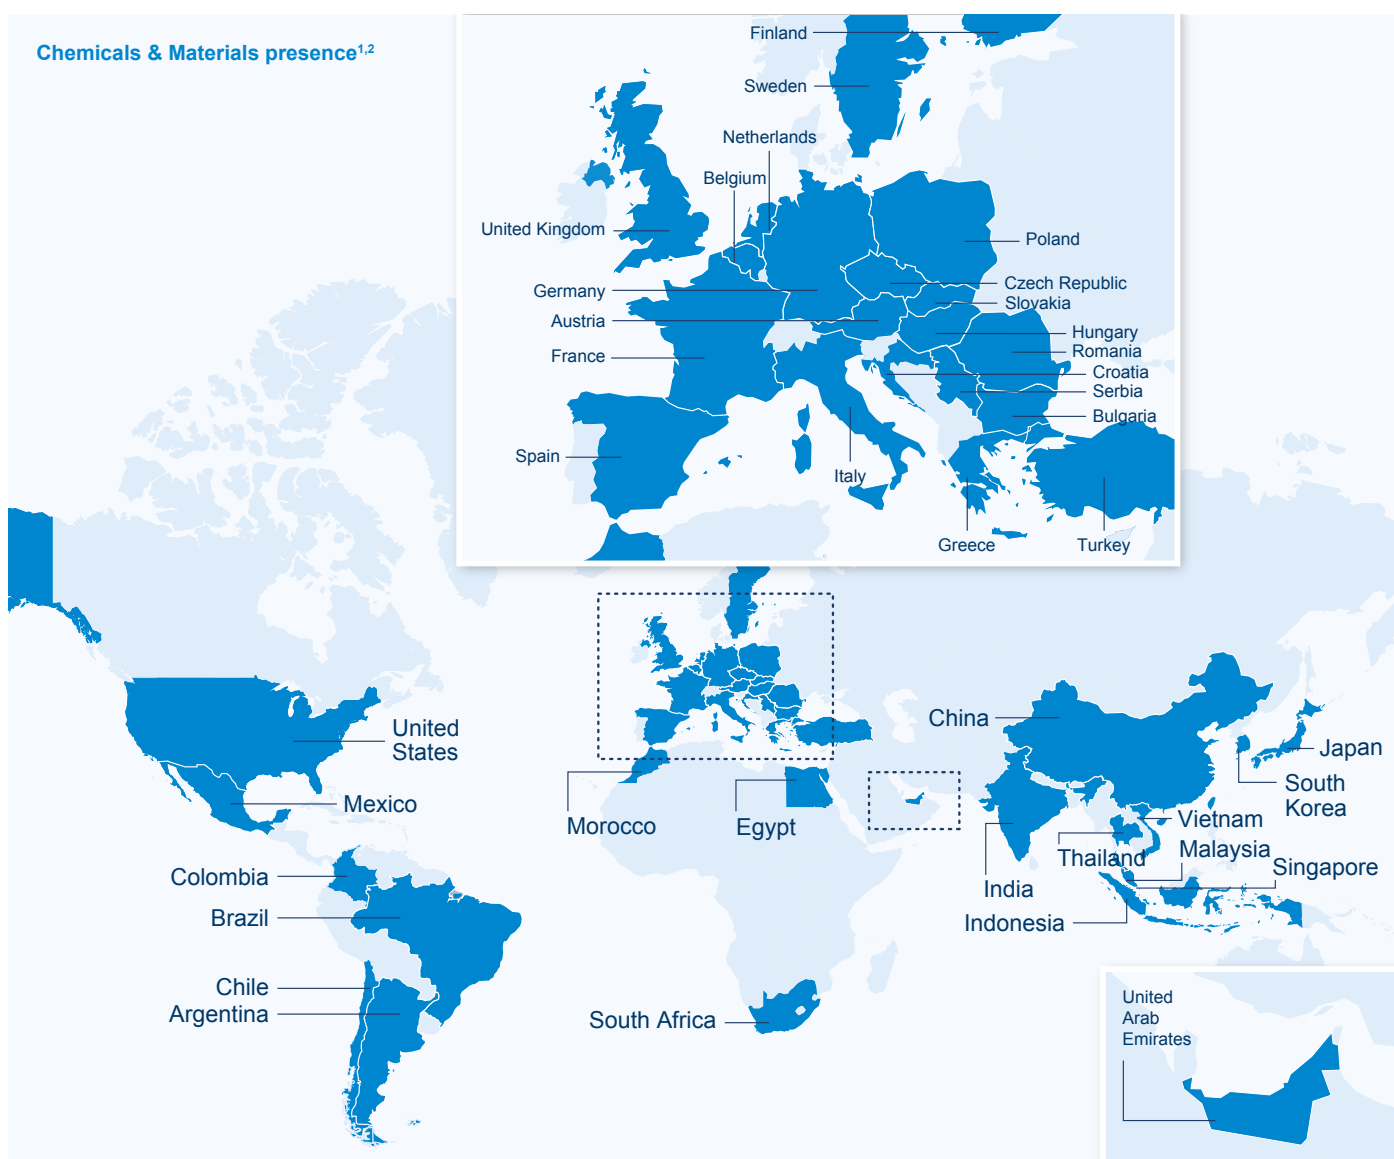 Chemicals & Materials presence1,2
Finland
Sweden
Netherlands
Belgium
United Kingdom
Poland
Czech Republic
Germany
Slovakia
Austria
Hungary
France
Romania
Croatia
Serbia
Bulgaria
Spain
Italy
Greece
Turkey
United
States
China
Japan
South
Korea
Mexico
Morocco
Egypt
Vietnam
Thailand
Malaysia
Singapore
Colombia
India
Brazil
Indonesia
Chile
Argentina
South Africa
United
Arab
Emirates